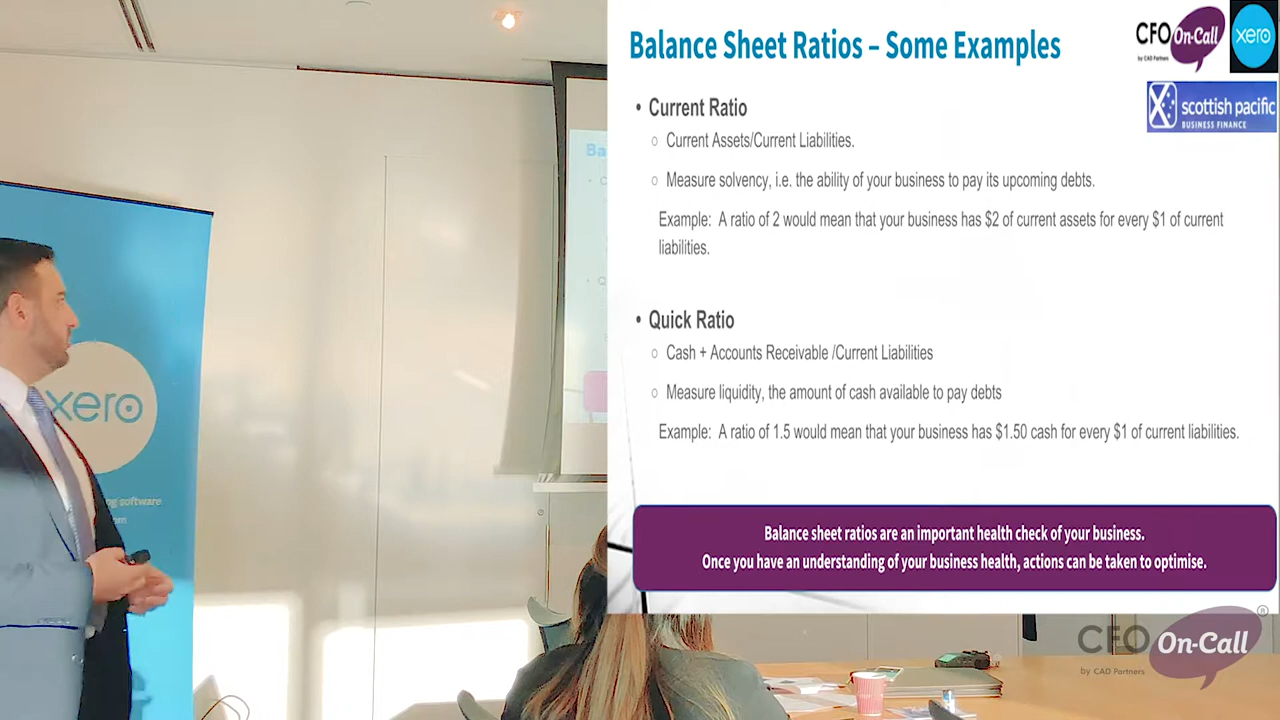 Balance Sheet Ratios – Some Examples
CFO On-Call
by CAD Partners
xero
scottish pacific
BUSINESS FINANCE
• Current Ratio
○ Current Assets/Current Liabilities.
○ Measure solvency, i.e. the ability of your business to pay its upcoming debts.
Example: A ratio of 2 would mean that your business has $2 of current assets for every $1 of current
liabilities.
• Quick Ratio
○ Cash + Accounts Receivable /Current Liabilities
○ Measure liquidity, the amount of cash available to pay debts
Example: A ratio of 1.5 would mean that your business has $1.50 cash for every $1 of current liabilities.
Balance sheet ratios are an important health check of your business.
Once you have an understanding of your business health, actions can be taken to optimise.
Ba
xero
ng software
om
CFO On-Call ®
by CAD Partners